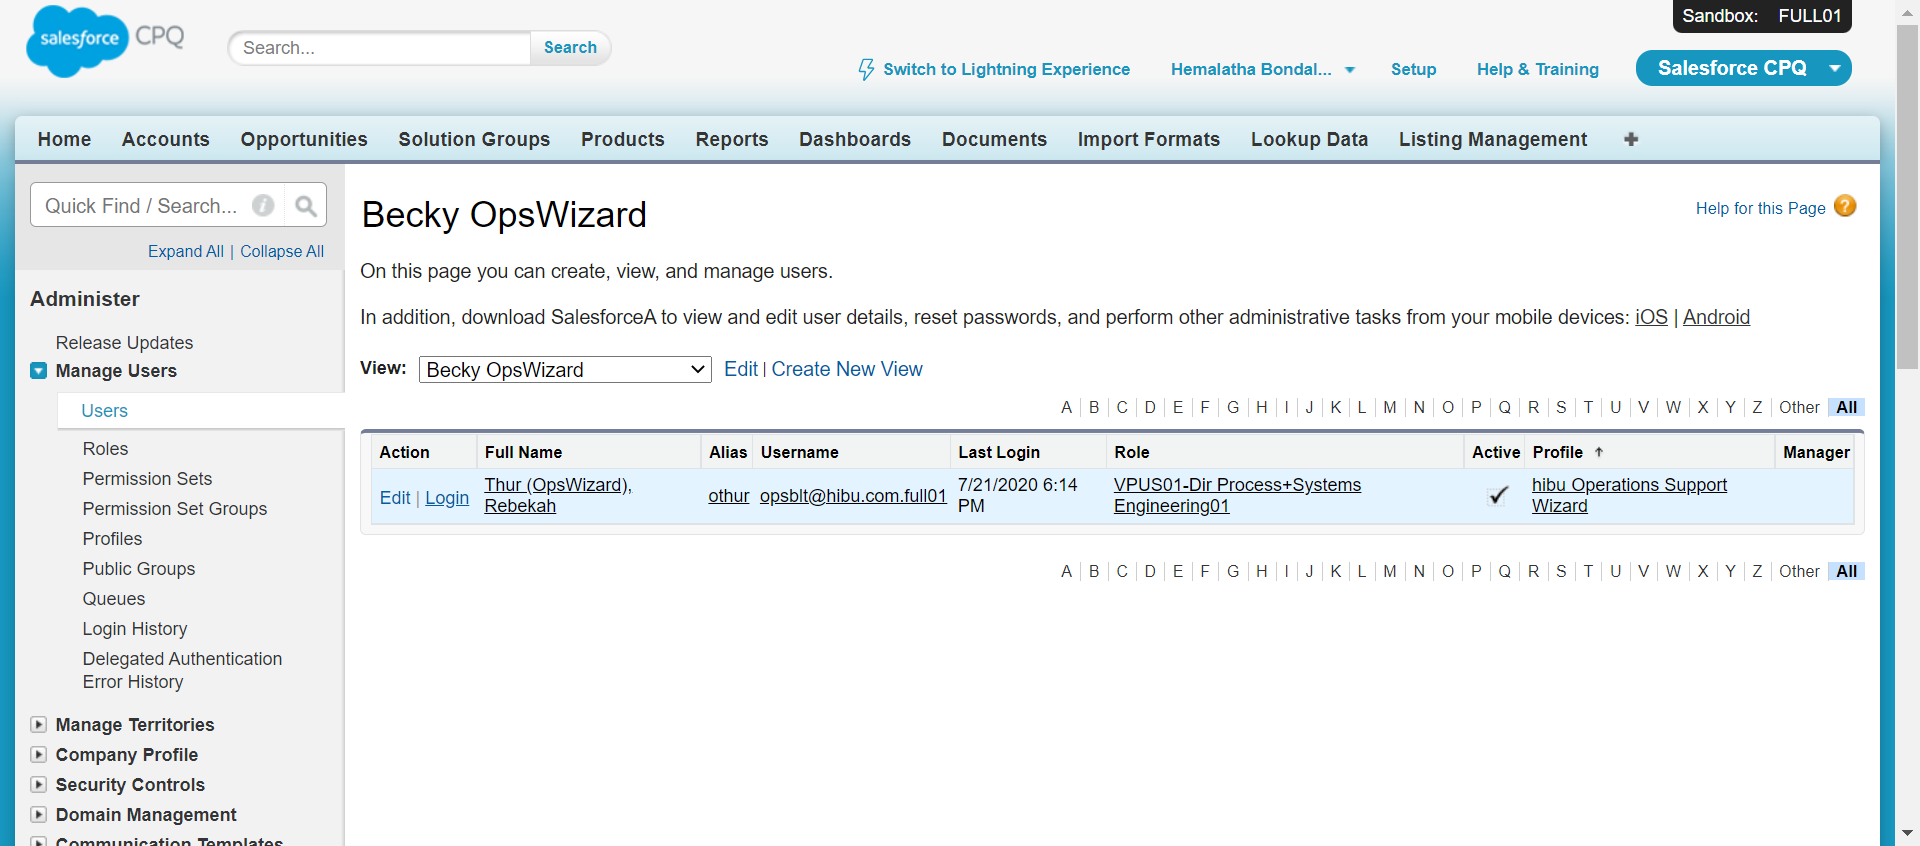 Sandbox: FULL01
salesforce CPQ
Search...
Search
Switch to Lightning Experience
Hemalatha Bondal...
Setup
Help & Training
Salesforce CPQ
Home Accounts Opportunities Solution Groups Products Reports Dashboards Documents Import Formats Lookup Data Listing Management
Quick Find / Search...
Expand All | Collapse All
Administer
Release Updates
Manage Users
Users
Roles
Permission Sets
Permission Set Groups
Profiles
Public Groups
Queues
Login History
Delegated Authentication
Error History
Manage Territories
Company Profile
Security Controls
Domain Management
Communication Templates
Becky OpsWizard
Help for this Page ?
On this page you can create, view, and manage users.
In addition, download SalesforceA to view and edit user details, reset passwords, and perform other administrative tasks from your mobile devices: iOS | Android
View: Becky OpsWizard Edit | Create New View
A B C D E F G H I J K L M N O P Q R S T U V W X Y Z Other All
Action Full Name Alias Username Last Login Role Active Profile Manager
Edit | Login
Thur (OpsWizard),
Rebekah
othur
opsblt@hibu.com.full01
7/21/2020 6:14
PM
VPUS01-Dir Process+Systems
Engineering01
hibu Operations Support
Wizard
A B C D E F G H I J K L M N O P Q R S T U V W X Y Z Other All